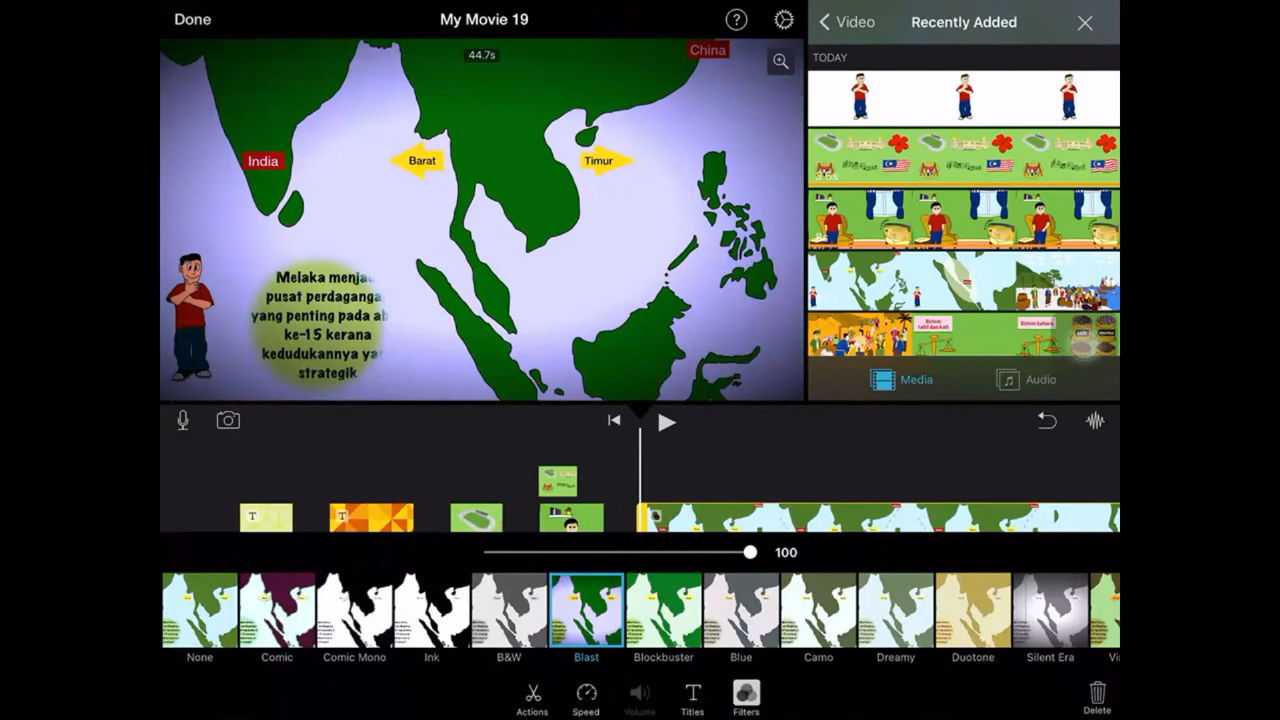 Done
My Movie 19
?
Video
Recently Added
TODAY
44.7s
China
India
Barat
Timur
Melaka menja
pusat perdaganga
yang penting pada ab
ke-15 kerana
kedudukannya ya
strategik
Media
Audio
T
T
100
None
Comic
Comic Mono
Ink
B&W
Blast
Blockbuster
Blue
Camo
Dreamy
Duotone
Silent Era
Vi
Actions
Speed
Volume
Titles
Filters
Delete